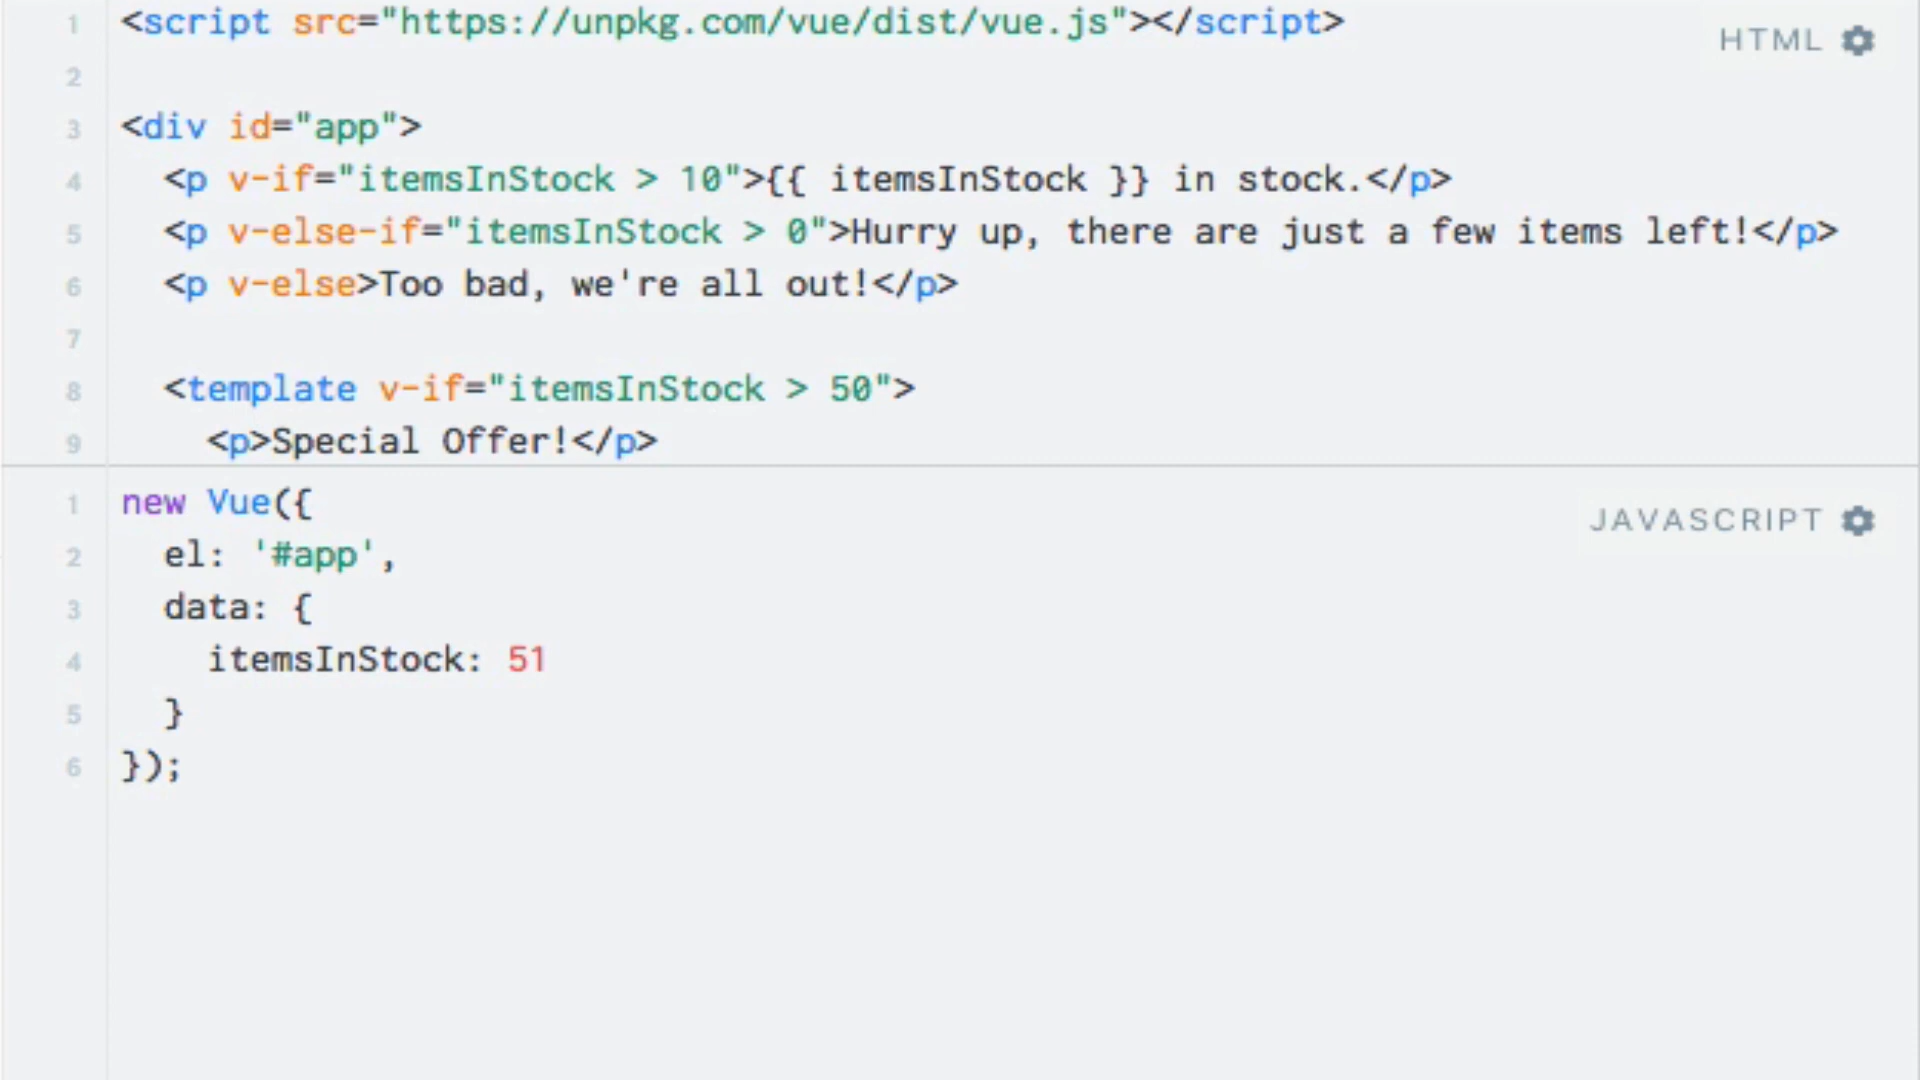 1 <script src="https://unpkg.com/vue/dist/vue.js"></script>
HTML
2
3 <div id="app">
4   <p v-if="itemsInStock > 10">{{ itemsInStock }} in stock.</p>
5   <p v-else-if="itemsInStock > 0">Hurry up, there are just a few items left!</p>
6   <p v-else>Too bad, we're all out!</p>
7
8   <template v-if="itemsInStock > 50">
9     <p>Special Offer!</p>
1 new Vue({
JAVASCRIPT
2   el: '#app',
3   data: {
4     itemsInStock: 51
5   }
6 });